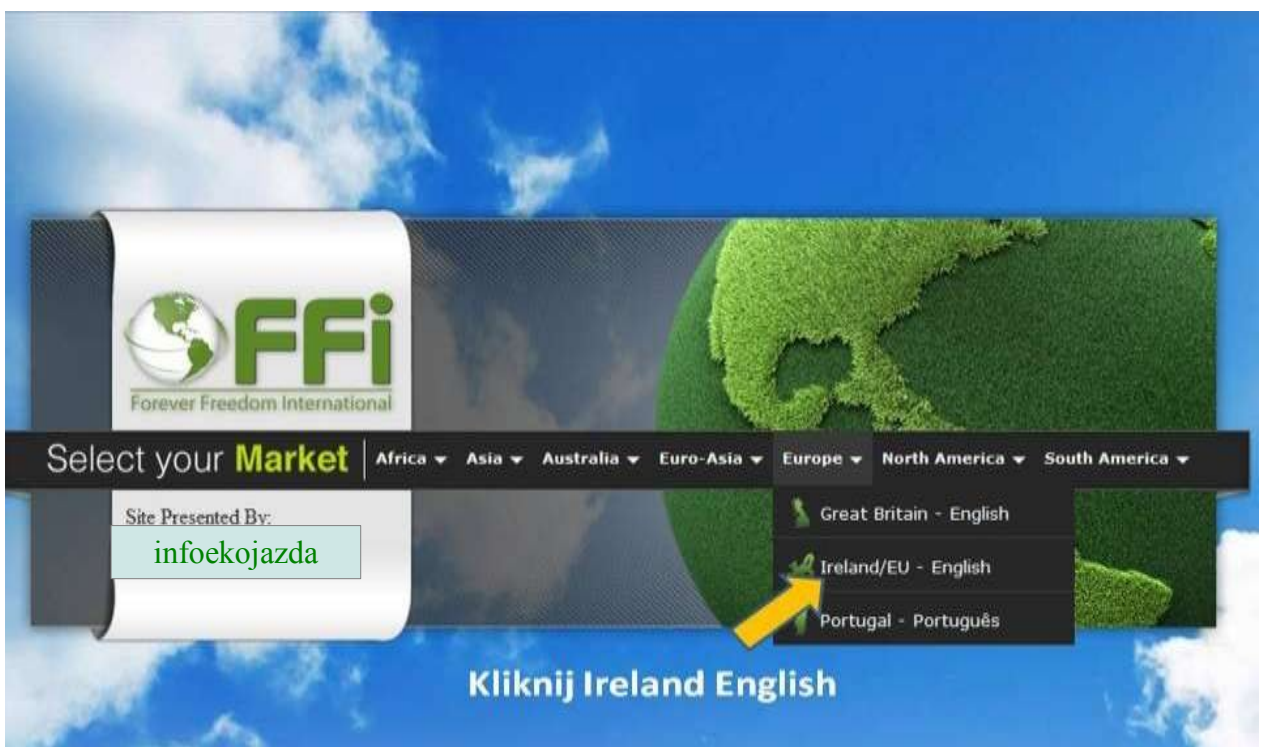 FFi
Forever Freedom International
Select your Market
Africa Asia Australia Euro-Asia Europe North America South America
Great Britain - English
Ireland/EU - English
Portugal - Português
Site Presented By:
infoekojazda
Kliknij Ireland English